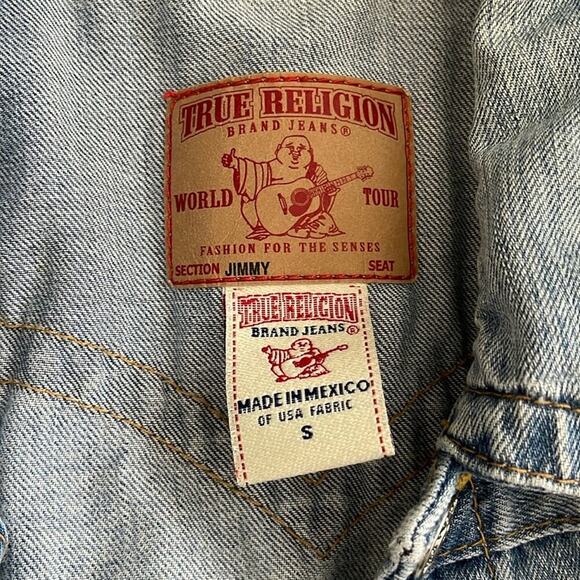 TRUE RELIGION
BRAND JEANS®
WORLD TOUR
FASHION FOR THE SENSES
SECTION JIMMY SEAT
TRUE RELIGION
BRAND JEANS®
MADE IN MEXICO
OF USA FABRIC
S